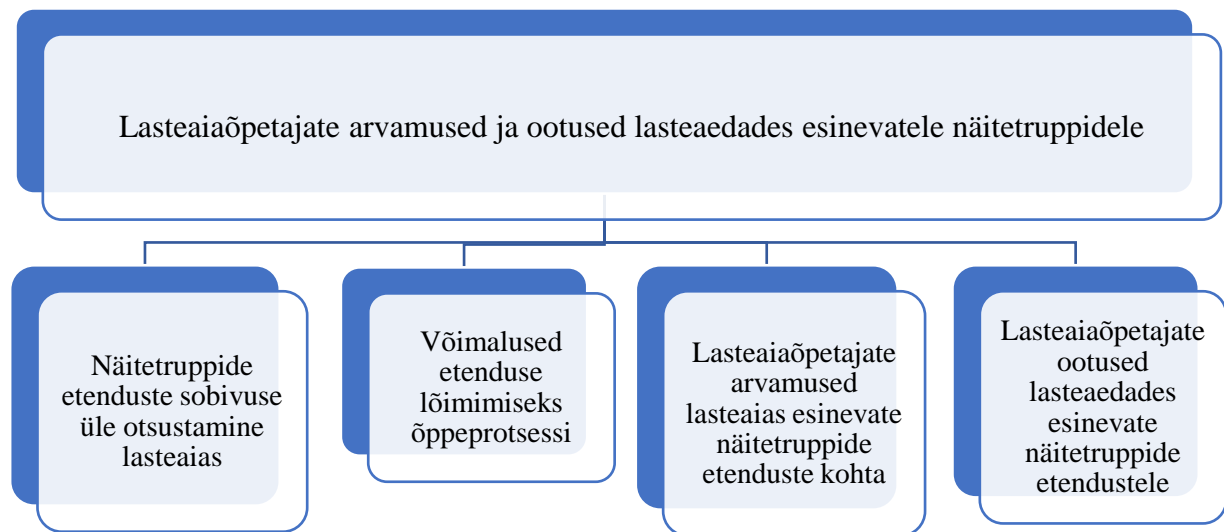 Lasteaiaõpetajate arvamused ja ootused lasteaedades esinevatele näitetruppidele
Näitetruppide
etenduste sobivuse
üle otsustamine
lasteaias
Võimalused
etenduse
lõimimiseks
õppeprotsessi
Lasteaiaõpetajate
arvamused
lasteaias esinevate
näitetruppide
etenduste kohta
Lasteaiaõpetajate
ootused
lasteaedades
esinevate
näitetruppide
etendustele